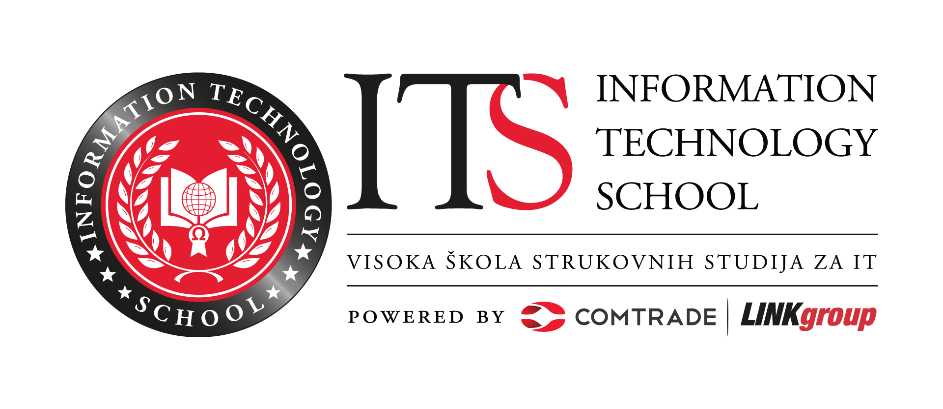 INFORMATION TECHNOLOGY
SCHOOL
ITS
INFORMATION
TECHNOLOGY
SCHOOL
VISOKA ŠKOLA STRUKOVNIH STUDIJA ZA IT
POWERED BY COMTRADE LINKgroup